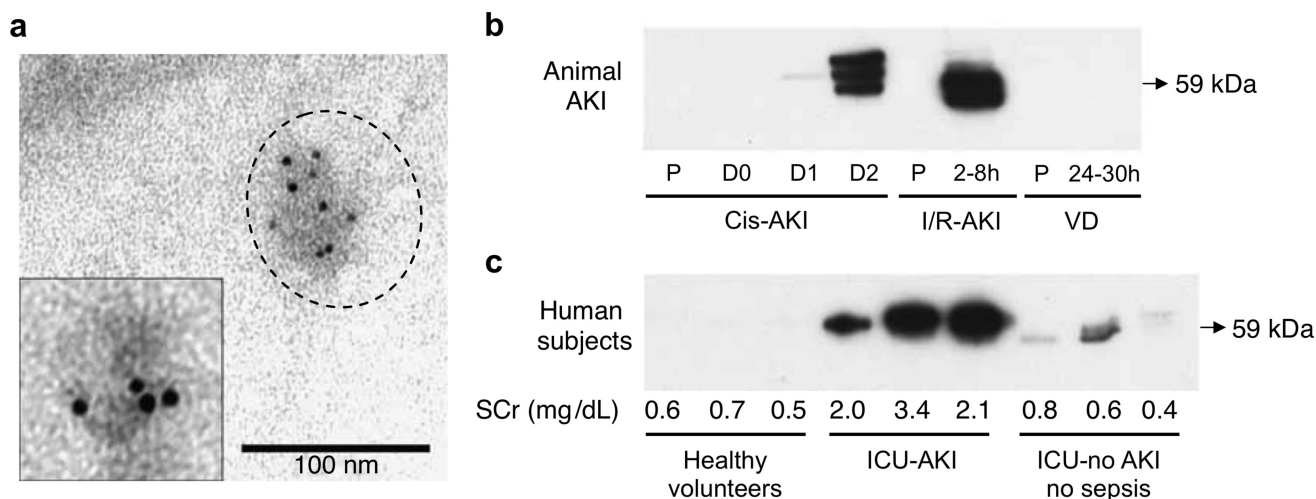 a
100 nm
b
Animal
AKI
→ 59 kDa
P D0 D1 D2 P 2-8h P 24-30h
Cis-AKI I/R-AKI VD
c
Human
subjects
→ 59 kDa
SCr (mg/dL) 0.6 0.7 0.5 2.0 3.4 2.1 0.8 0.6 0.4
Healthy
volunteers
ICU-AKI
ICU-no AKI
no sepsis